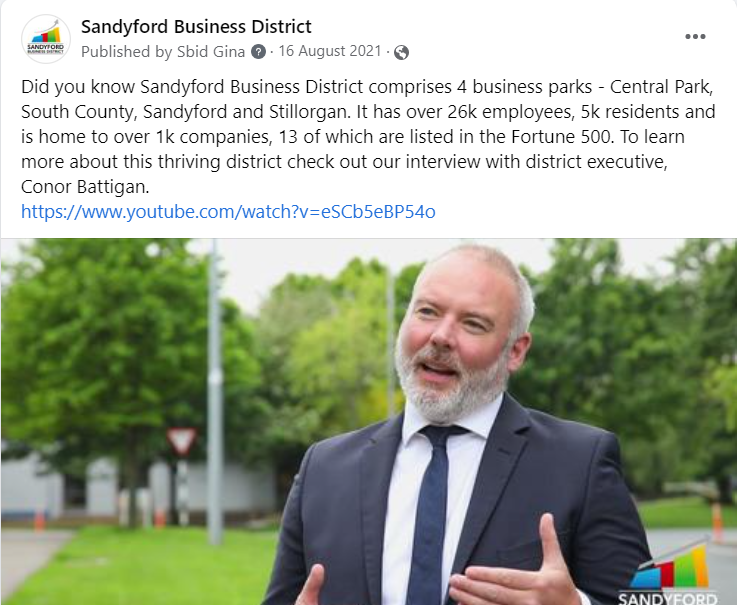 Sandyford Business District
Published by Sbid Gina · 16 August 2021 ·
Did you know Sandyford Business District comprises 4 business parks - Central Park,
South County, Sandyford and Stillorgan. It has over 26k employees, 5k residents and
is home to over 1k companies, 13 of which are listed in the Fortune 500. To learn
more about this thriving district check out our interview with district executive,
Conor Battigan.
https://www.youtube.com/watch?v=eSCb5eBP54o
SANDYFORD
BUSINESS DISTRICT
SANDYFORD